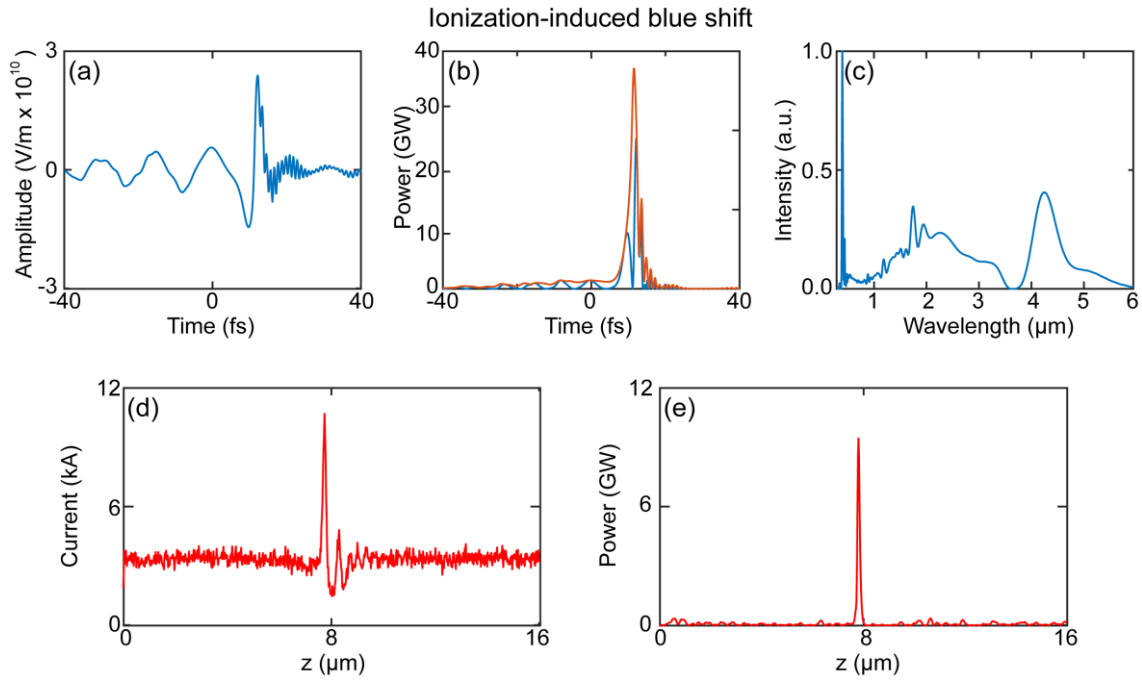 Ionization-induced blue shift
(a)
Amplitude (V/m x 10^10)
3
0
-3
-40
0
40
Time (fs)
(b)
Power (GW)
40
30
20
10
0
-40
0
40
Time (fs)
(c)
Intensity (a.u.)
1.0
0.5
0.0
1
2
3
4
5
6
Wavelength (μm)
(d)
Current (kA)
12
6
0
0
8
16
z (μm)
(e)
Power (GW)
12
6
0
0
8
16
z (μm)